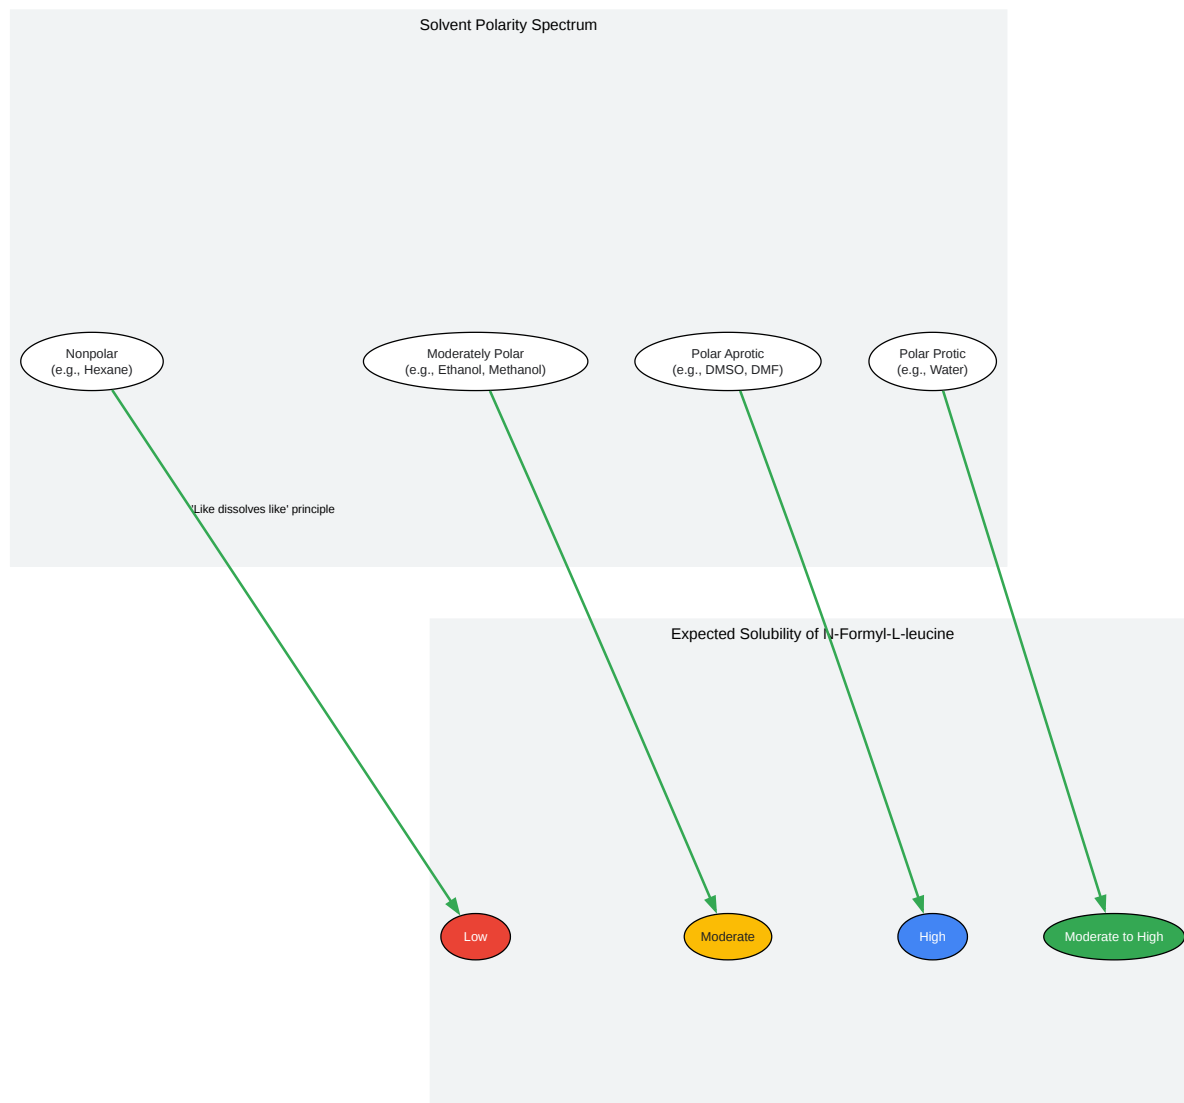 Solvent Polarity Spectrum
Nonpolar
(e.g., Hexane)
Moderately Polar
(e.g., Ethanol, Methanol)
Polar Aprotic
(e.g., DMSO, DMF)
Polar Protic
(e.g., Water)
'Like dissolves like' principle
Expected Solubility of N-Formyl-L-leucine
Low
Moderate
High
Moderate to High